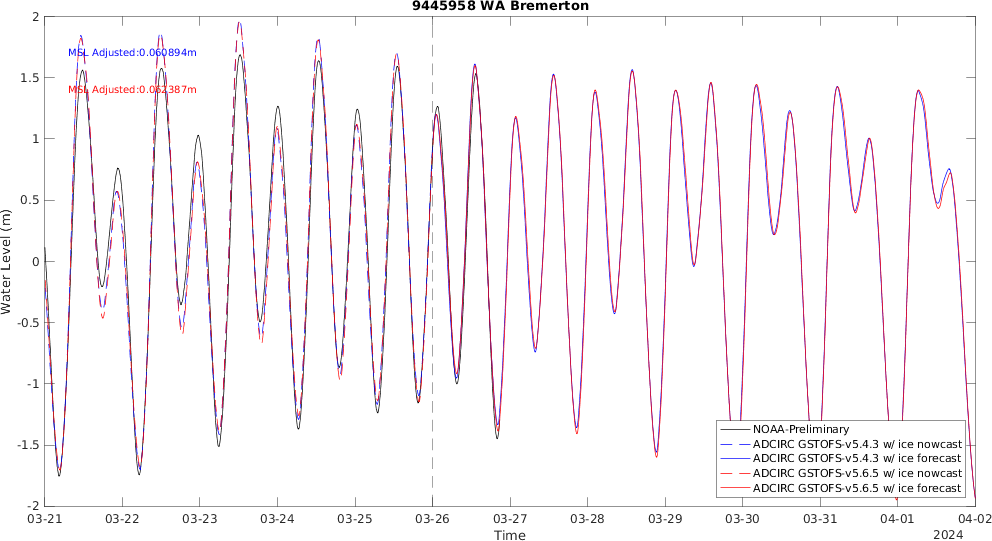 9445958 WA Bremerton
MSL Adjusted:0.060894m
MSL Adjusted:0.062387m
Water Level (m)
2
1.5
1
0.5
0
-0.5
-1
-1.5
-2
NOAA-Preliminary
ADCIRC GSTOFS-v5.4.3 w/ ice nowcast
ADCIRC GSTOFS-v5.4.3 w/ ice forecast
ADCIRC GSTOFS-v5.6.5 w/ ice nowcast
ADCIRC GSTOFS-v5.6.5 w/ ice forecast
03-21 03-22 03-23 03-24 03-25 03-26 03-27 03-28 03-29 03-30 03-31 04-01 04-02
Time
2024